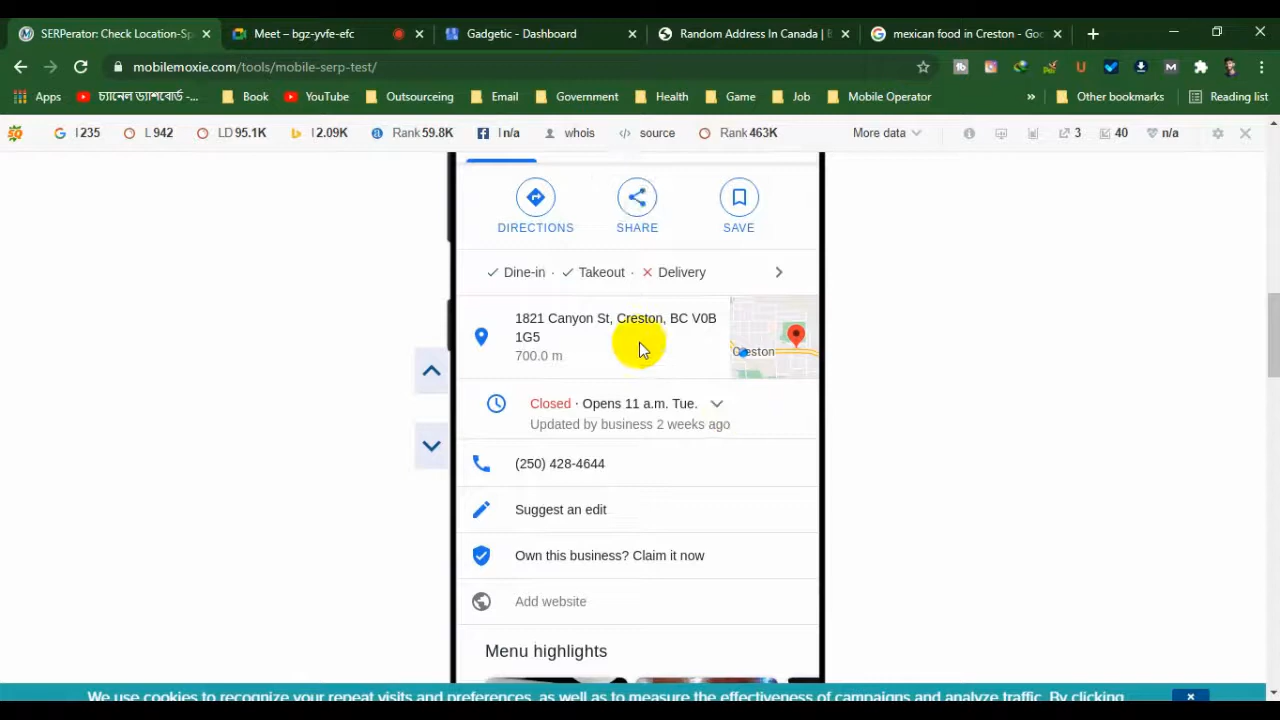 SERPerator: Check Location-Sp
Meet – bgz-yvfe-efc
Gadgetic - Dashboard
Random Address In Canada | B
mexican food in Creston - Goo
mobilemoxie.com/tools/mobile-serp-test/
Apps
চ্যানেল ড্যাশবোর্ড -...
Book
YouTube
Outsourceing
Email
Government
Health
Game
Job
Mobile Operator
»
Other bookmarks
Reading list
I 235
L 942
LD 95.1K
I 2.09K
Rank 59.8K
I n/a
whois
source
Rank 463K
More data
3
40
n/a
DIRECTIONS
SHARE
SAVE
Dine-in · Takeout · Delivery
1821 Canyon St, Creston, BC V0B
1G5
700.0 m
Creston
Closed · Opens 11 a.m. Tue.
Updated by business 2 weeks ago
(250) 428-4644
Suggest an edit
Own this business? Claim it now
Add website
Menu highlights
We use cookies to recognize your repeat visits and preferences, as well as to measure the effectiveness of campaigns and analyze traffic. By clicking